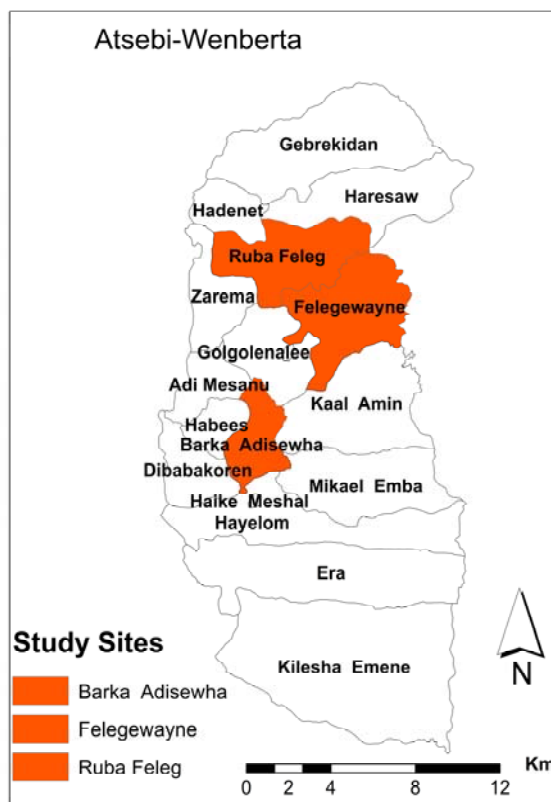 Atsebi-Wenberta
Gebrekidan
Haresaw
Hadenet
Ruba Feleg
Zarema
Felegewayne
Golgolenalee
Adi Mesanu
Kaal Amin
Habees
Barka Adisewha
Dibabakoren
Mikael Emba
Haike Meshal
Hayelom
Era
Kilesha Emene
N
Study Sites
Barka Adisewha
Felegewayne
Ruba Feleg
Km
0 2 4 8 12